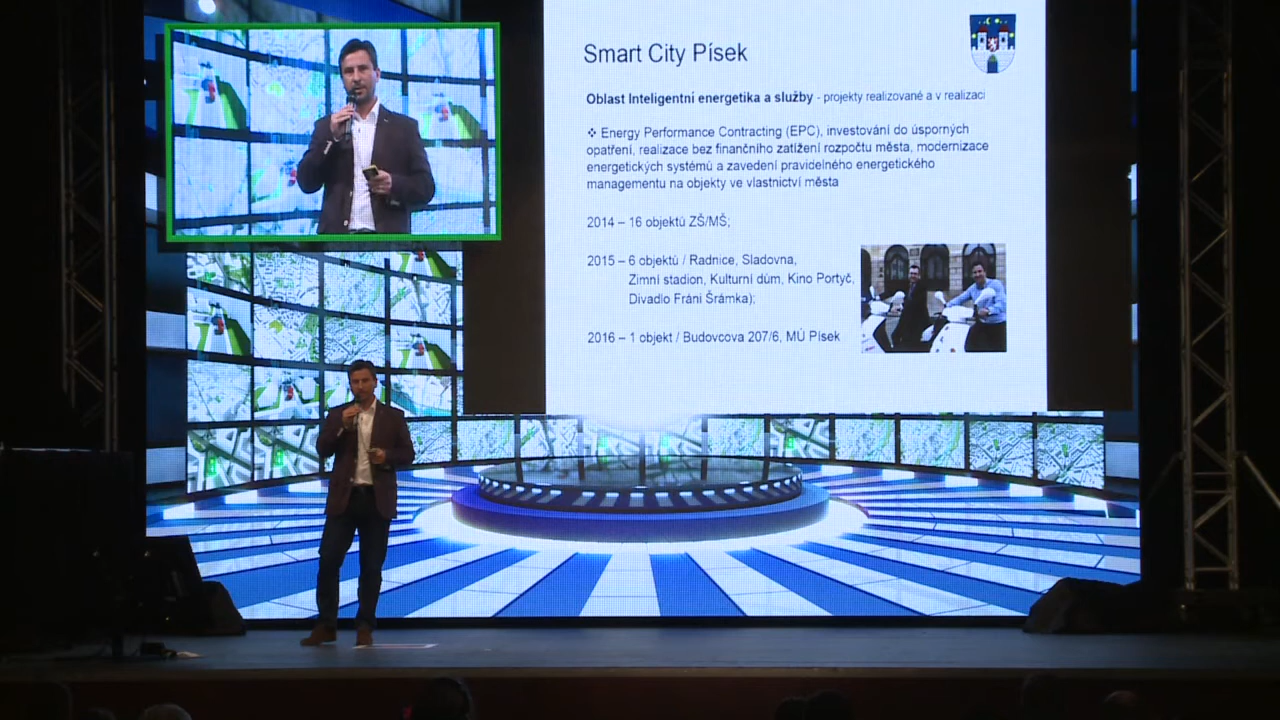 Smart City Písek
Oblast Inteligentní energetika a služby - projekty realizované a v realizaci
❖ Energy Performance Contracting (EPC), investování do úsporných
opatření, realizace bez finančního zatížení rozpočtu města, modernizace
energetických systémů a zavedení pravidelného energetického
managementu na objekty ve vlastnictví města
2014 – 16 objektů ZŠ/MŠ;
2015 – 6 objektů / Radnice, Sladovna,
Zimní stadion, Kulturní dům, Kino Portyč,
Divadlo Fráni Šrámka);
2016 – 1 objekt / Budovcova 207/6, MÚ Písek